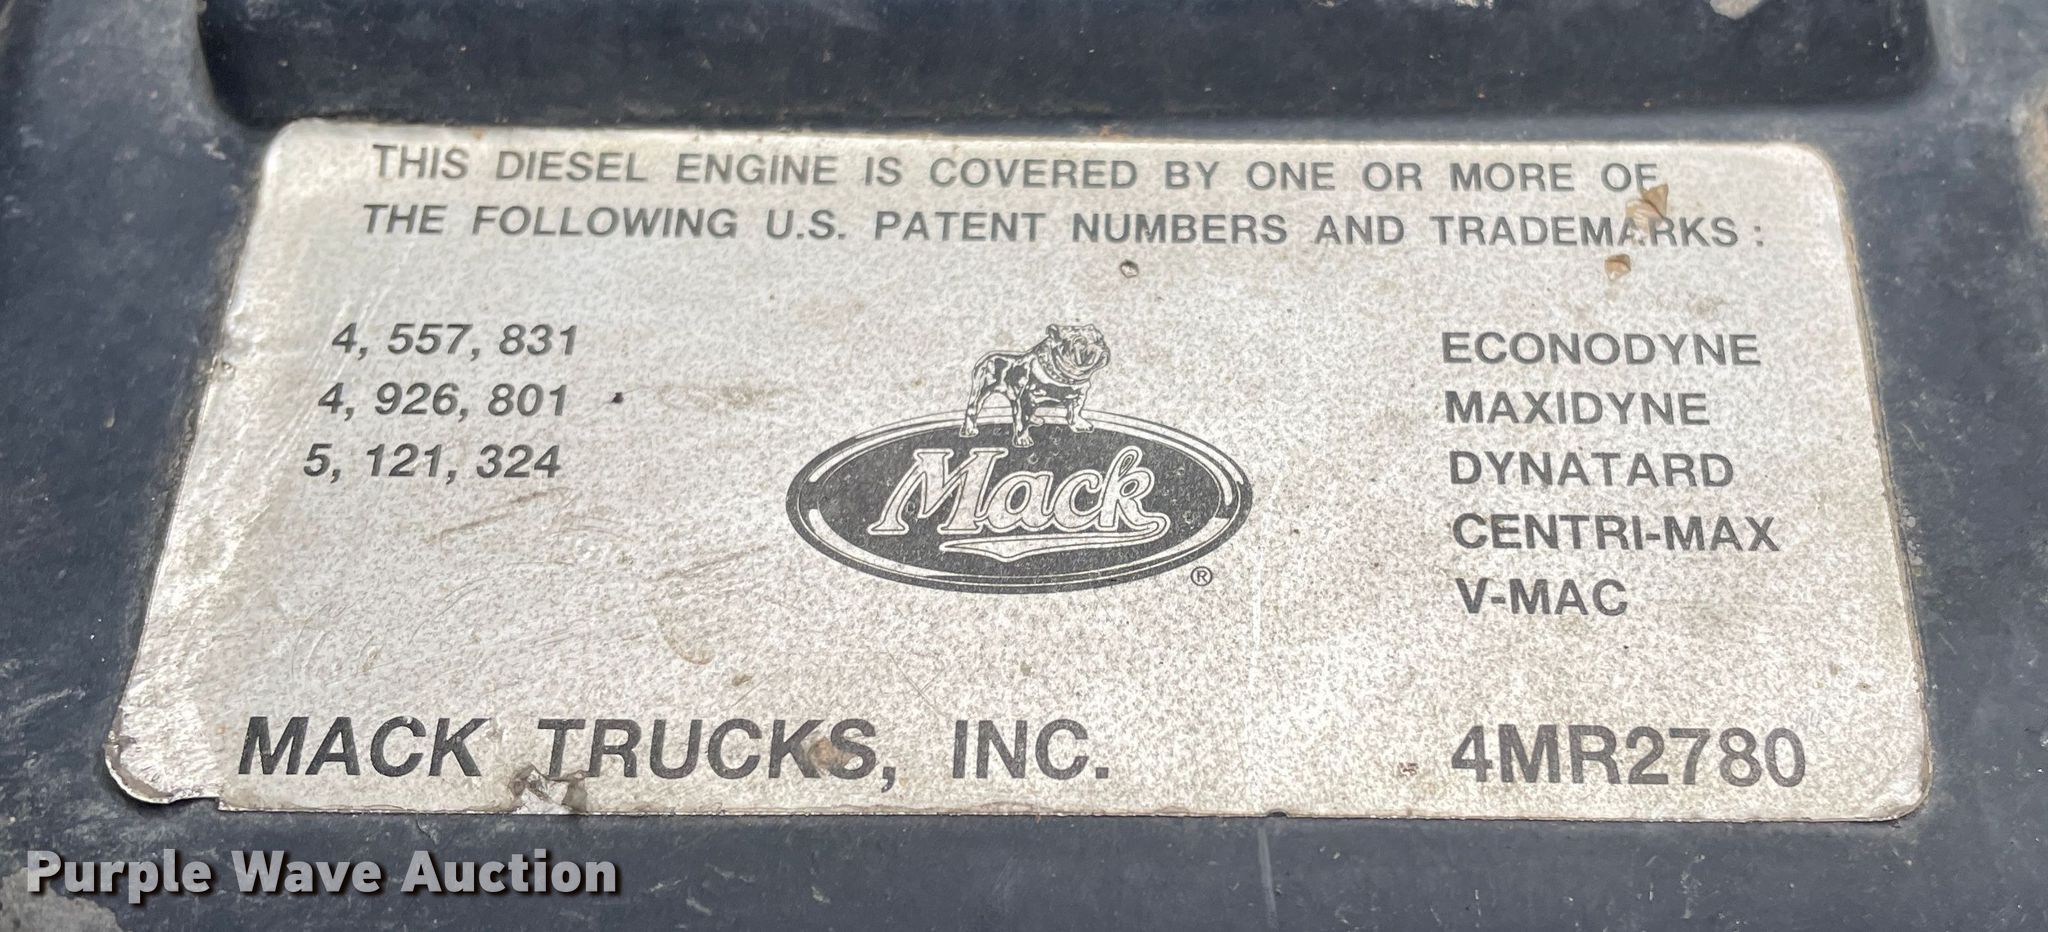 THIS DIESEL ENGINE IS COVERED BY ONE OR MORE OF
THE FOLLOWING U.S. PATENT NUMBERS AND TRADEMARKS :
4, 557, 831
4, 926, 801
5, 121, 324
Mack
®
ECONODYNE
MAXIDYNE
DYNATARD
CENTRI-MAX
V-MAC
MACK TRUCKS, INC.
4MR2780
Purple Wave Auction